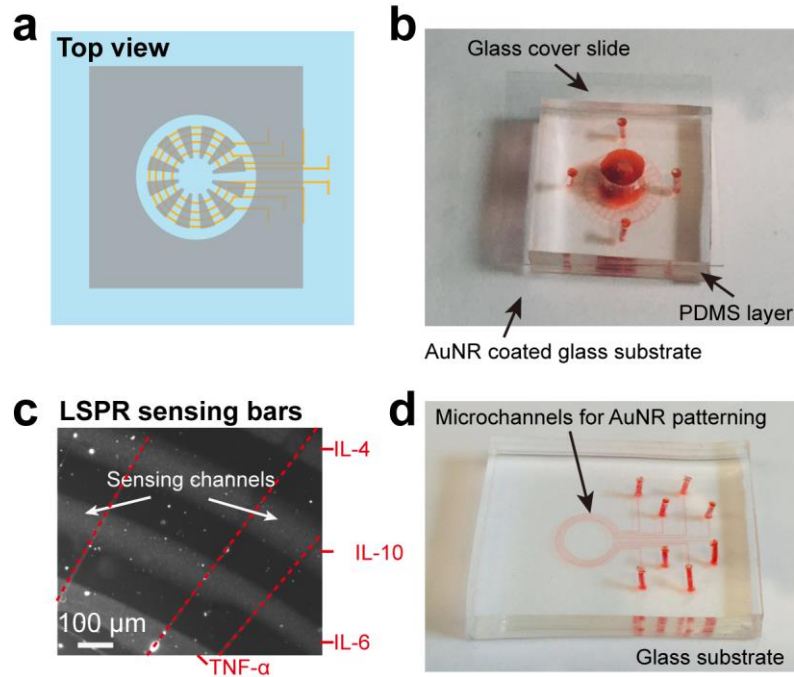 a
Top view
b
Glass cover slide
PDMS layer
AuNR coated glass substrate
c
LSPR sensing bars
Sensing channels
IL-4
IL-10
IL-6
TNF-α
100 μm
d
Microchannels for AuNR patterning
Glass substrate